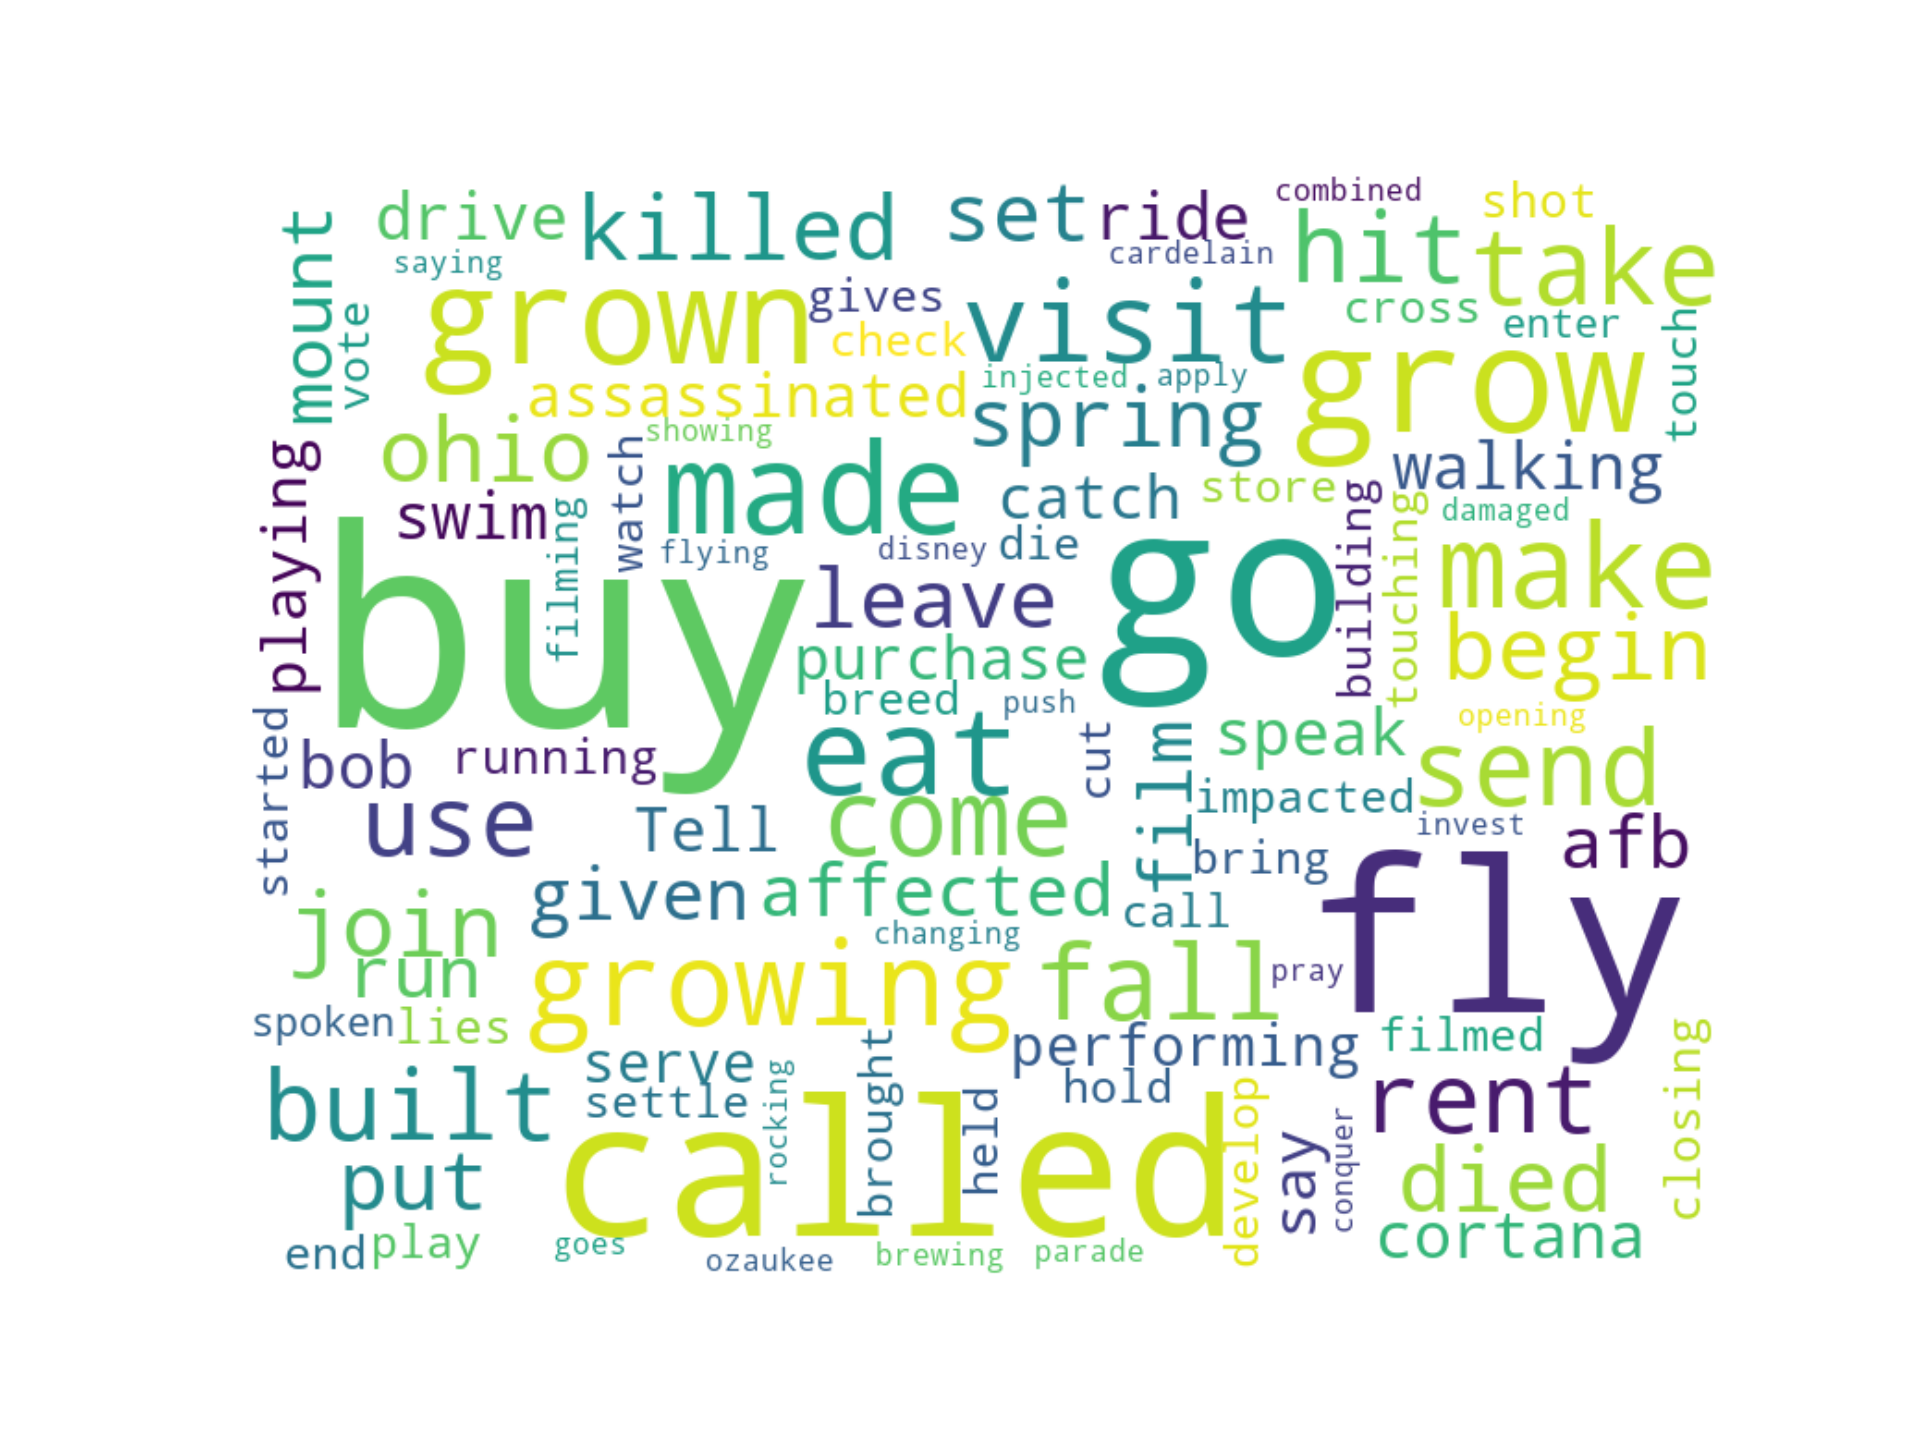 combined
shot
drive
killed
set
ride
hit
take
mount
saying
cardelain
grown
gives
visit
cross
enter
touch
vote
check
grow
assassinated
injected
apply
spring
ohio
showing
made
walking
playing
watch
catch
store
swim
filming
flying
disney
die
go
building
touching
damaged
make
buy
leave
purchase
begin
breed
push
opening
started
bob
running
eat
cut
film
speak
send
use
Tell
come
impacted
invest
afb
bring
fly
join
given
affected
call
run
growing
changing
fall
pray
spoken
lies
performing
filmed
closing
built
serve
settle
rocking
brought
held
hold
develop
rent
called
say
conquer
put
died
cortana
end
play
goes
ozaukee
brewing
parade